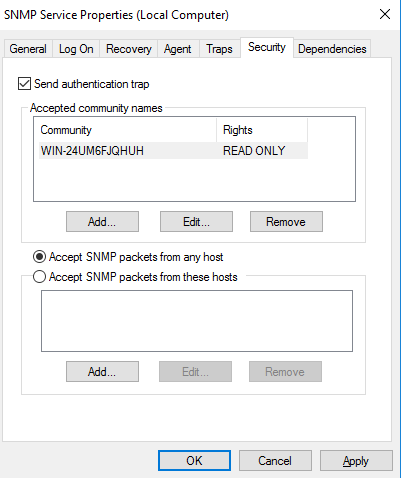 SNMP Service Properties (Local Computer)
General Log On Recovery Agent Traps Security Dependencies
Send authentication trap
Accepted community names
Community Rights
WIN-24UM6FJQHUH READ ONLY
Add... Edit... Remove
Accept SNMP packets from any host
Accept SNMP packets from these hosts
Add... Edit... Remove
OK Cancel Apply